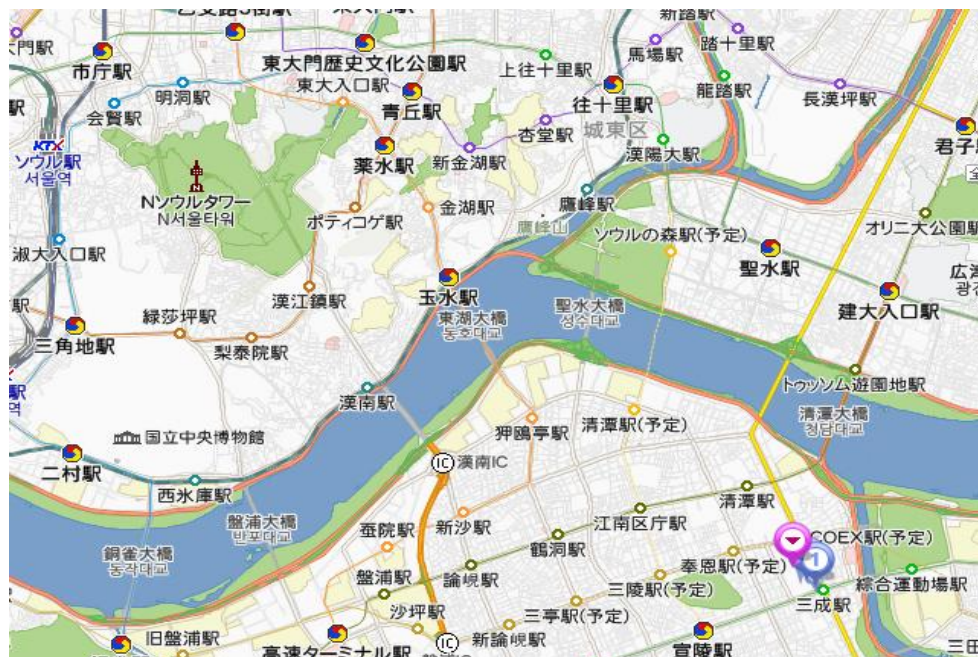 新踏駅
馬場駅
踏十里駅
市庁駅
東大門歴史文化公園駅
上往十里駅
明洞駅
東大入口駅
龍踏駅
長漢坪駅
青丘駅
往十里駅
会賢駅
杏堂駅
城東区
KTX
ソウル駅
서울역
薬水駅
新金湖駅
漢陽大駅
Nソウルタワー
N서울타워
ポティコゲ駅
金湖駅
鷹峰駅
鷹峰山
ソウルの森駅(予定)
オリニ大公園駅
淑大入口駅
聖水駅
玉水駅
漢江鎮駅
東湖大橋
동호대교
聖水大橋
성수대교
建大入口駅
緑莎坪駅
三角地駅
梨泰院駅
トゥッソム遊園地駅
漢南駅
清潭大橋
청담대교
狎鴎亭駅
清潭駅(予定)
国立中央博物館
IC
漢南IC
二村駅
西氷庫駅
清潭駅
盤浦大橋
반포대교
新沙駅
江南区庁駅
蚕院駅
COEX駅(予定)
銅雀大橋
동작대교
鶴洞駅
奉恩駅(予定)
1
盤浦駅
論峴駅
三陵駅(予定)
綜合運動場駅
三成駅
沙坪駅
三亭駅(予定)
旧盤浦駅
高速ターミナル駅
IC
新論峴駅
宣陵駅